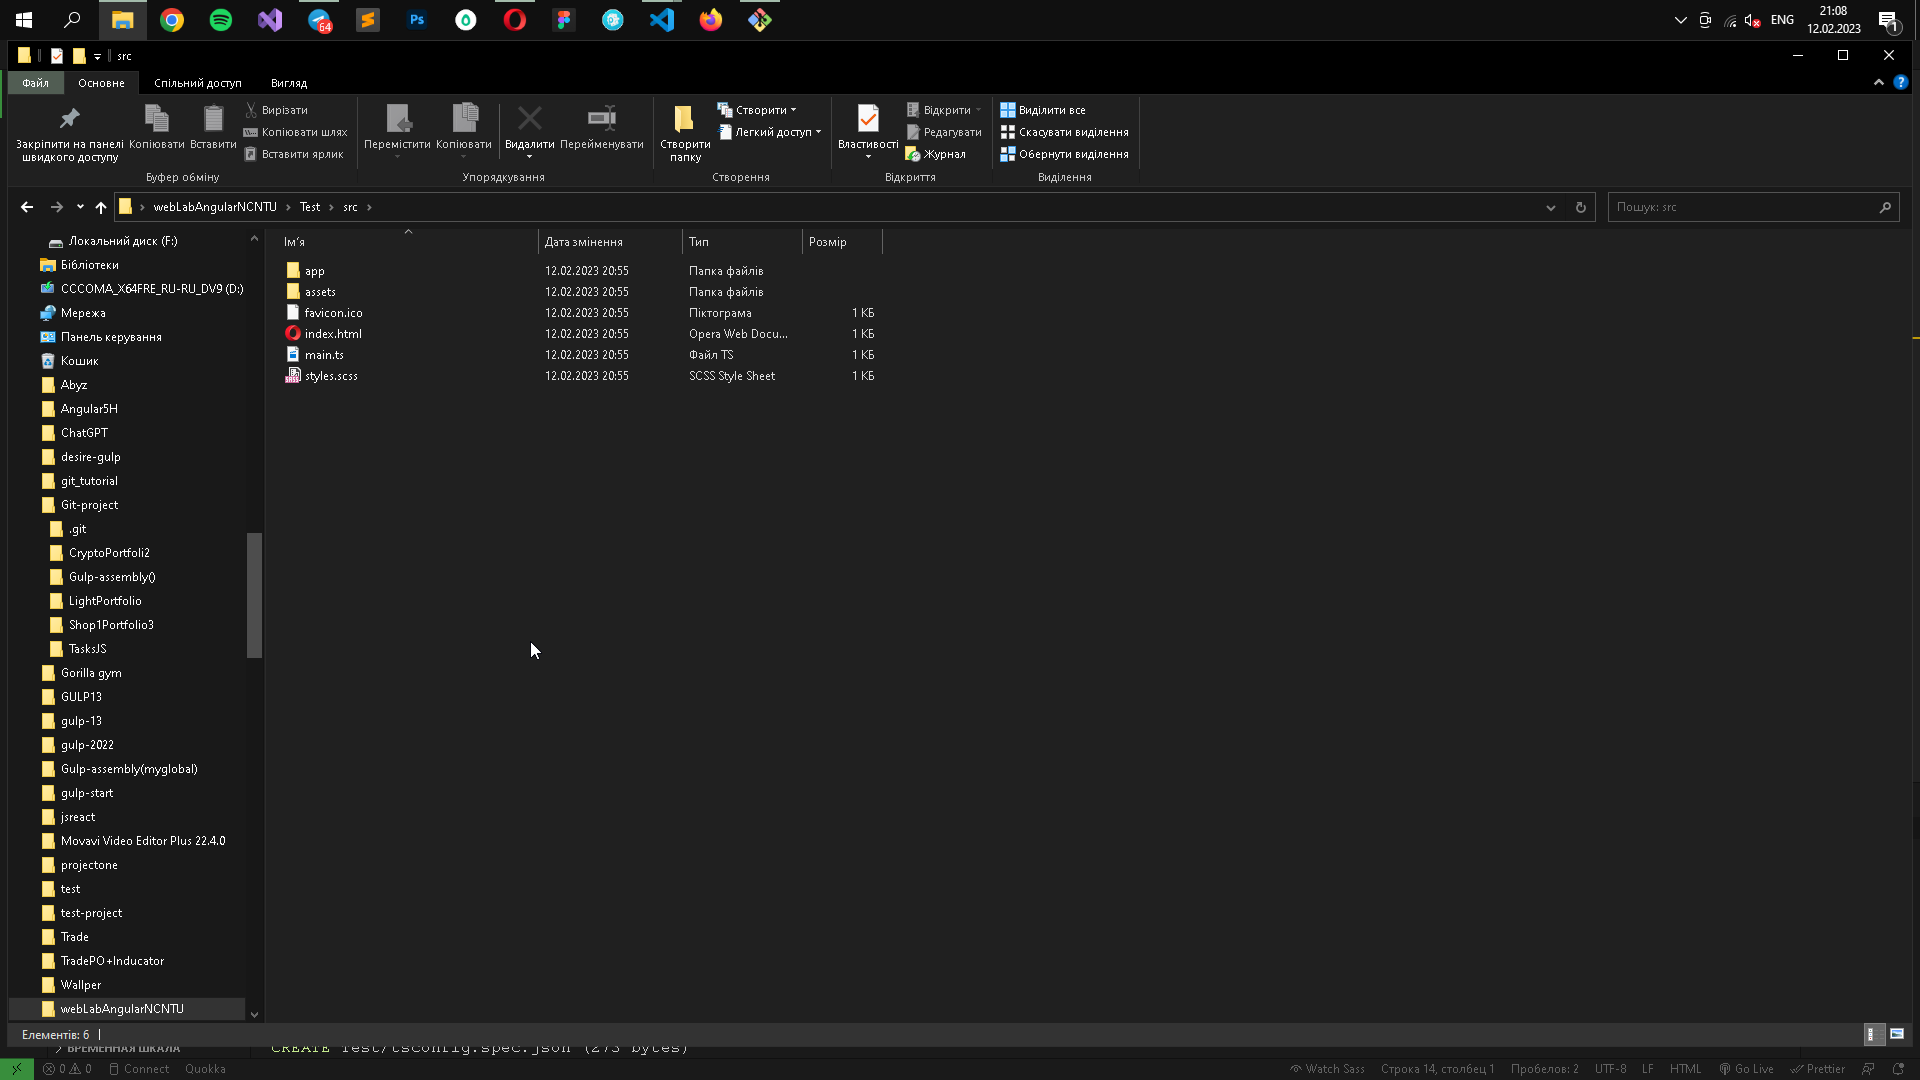 64
Ps
ENG
21:08
12.02.2023
1
src
Файл
Основне
Спільний доступ
Вигляд
Закріпити на панелі
швидкого доступу
Копіювати
Вставити
Вирізати
Копіювати шлях
Вставити ярлик
Буфер обміну
Перемістити
Копіювати
Видалити
Перейменувати
Упорядкування
Створити
папку
Створити
Легкий доступ
Створення
Властивості
Відкрити
Редагувати
Журнал
Відкриття
Виділити все
Скасувати виділення
Обернути виділення
Виділення
webLabAngularNCNTU > Test > src >
Пошук: src
Локальний диск (F:)
Бібліотеки
CCCOMA_X64FRE_RU-RU_DV9 (D:)
Мережа
Панель керування
Кошик
Abyz
Angular5H
ChatGPT
desire-gulp
git_tutorial
Git-project
.git
CryptoPortfoli2
Gulp-assembly()
LightPortfolio
Shop1Portfolio3
TasksJS
Gorilla gym
GULP13
gulp-13
gulp-2022
Gulp-assembly(myglobal)
gulp-start
jsreact
Movavi Video Editor Plus 22.4.0
projectone
test
test-project
Trade
TradePO+Inducator
Wallper
webLabAngularNCNTU
Ім'я Дата змінення Тип Розмір
app 12.02.2023 20:55 Папка файлів
assets 12.02.2023 20:55 Папка файлів
favicon.ico 12.02.2023 20:55 Піктограма 1 КБ
index.html 12.02.2023 20:55 Opera Web Docu... 1 КБ
main.ts 12.02.2023 20:55 Файл TS 1 КБ
styles.scss 12.02.2023 20:55 SCSS Style Sheet 1 КБ
Елементів: 6
ВРЕМЕННАЯ ШКАЛА
CREATE Test/tsconfig.spec.json (273 bytes)
0 0 Connect Quokka
Watch Sass Строка 14, столбец 1 Пробелов: 2 UTF-8 LF HTML Go Live Prettier